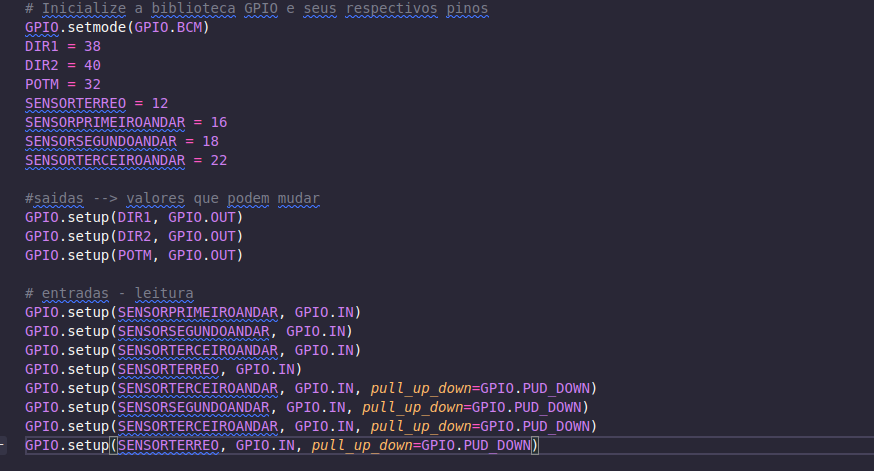 # Inicialize a biblioteca GPIO e seus respectivos pinos
GPIO.setmode(GPIO.BCM)
DIR1 = 38
DIR2 = 40
POTM = 32
SENSORTERREO = 12
SENSORPRIMEIROANDAR = 16
SENSORSEGUNDOANDAR = 18
SENSORTERCEIROANDAR = 22
#saidas --> valores que podem mudar
GPIO.setup(DIR1, GPIO.OUT)
GPIO.setup(DIR2, GPIO.OUT)
GPIO.setup(POTM, GPIO.OUT)
# entradas - leitura
GPIO.setup(SENSORPRIMEIROANDAR, GPIO.IN)
GPIO.setup(SENSORSEGUNDOANDAR, GPIO.IN)
GPIO.setup(SENSORTERCEIROANDAR, GPIO.IN)
GPIO.setup(SENSORTERREO, GPIO.IN)
GPIO.setup(SENSORTERCEIROANDAR, GPIO.IN, pull_up_down=GPIO.PUD_DOWN)
GPIO.setup(SENSORSEGUNDOANDAR, GPIO.IN, pull_up_down=GPIO.PUD_DOWN)
GPIO.setup(SENSORTERCEIROANDAR, GPIO.IN, pull_up_down=GPIO.PUD_DOWN)
GPIO.setup(SENSORTERREO, GPIO.IN, pull_up_down=GPIO.PUD_DOWN)